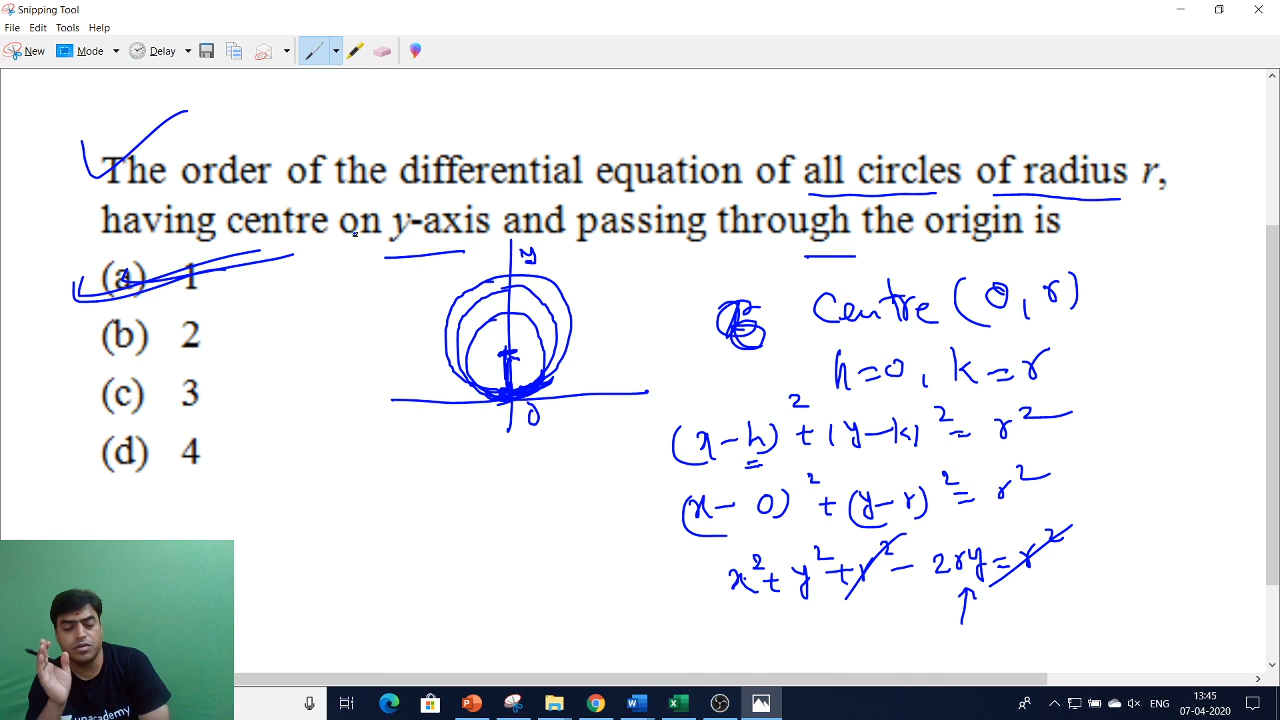 Snipping Tool
File Edit Tools Help
New Mode Delay
The order of the differential equation of all circles of radius r,
having centre on y-axis and passing through the origin is
(a) 1
(b) 2
(c) 3
(d) 4
y
O
Centre (0, r)
h=0, k=r
(x-h)² + (y-k)² = r²
(x-0)² + (y-r)² = r²
x² + y² + r² - 2ry = r²
unacademy
ENG
13:45
07-04-2020